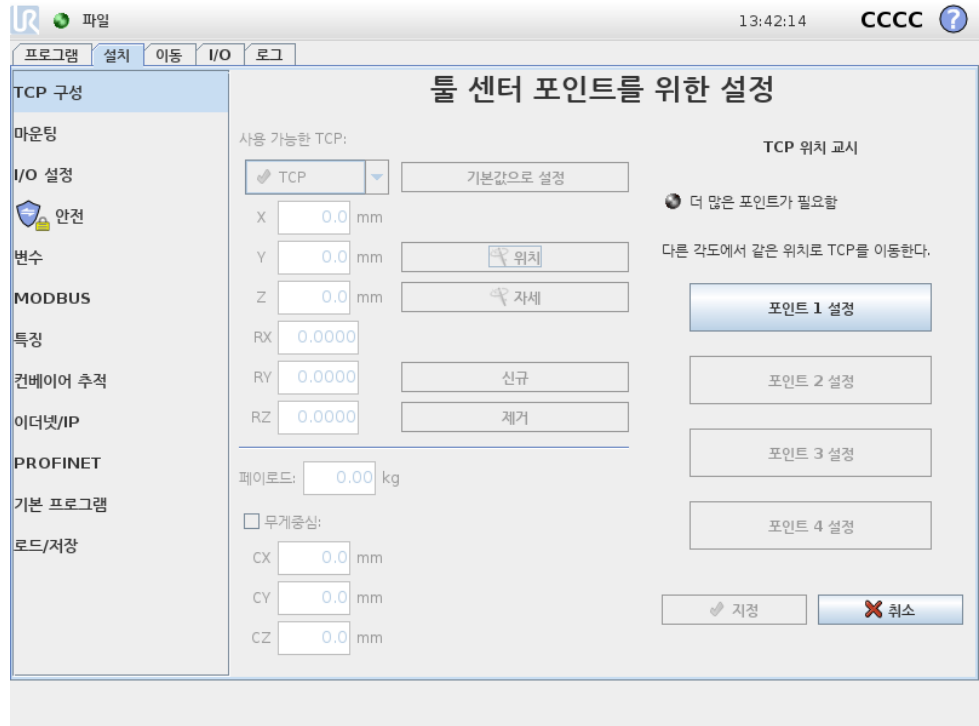 UR 파일 13:42:14 CCCC ?
프로그램 설치 이동 I/O 로그
TCP 구성
마운팅
I/O 설정
안전
변수
MODBUS
특징
컨베이어 추적
이더넷/IP
PROFINET
기본 프로그램
로드/저장
툴 센터 포인트를 위한 설정
사용 가능한 TCP:
TCP 기본값으로 설정
X 0.0 mm
Y 0.0 mm 위치
Z 0.0 mm 자세
RX 0.0000
RY 0.0000 신규
RZ 0.0000 제거
페이로드: 0.00 kg
무게중심:
CX 0.0 mm
CY 0.0 mm
CZ 0.0 mm
TCP 위치 교시
더 많은 포인트가 필요함
다른 각도에서 같은 위치로 TCP를 이동한다.
포인트 1 설정
포인트 2 설정
포인트 3 설정
포인트 4 설정
지정 취소